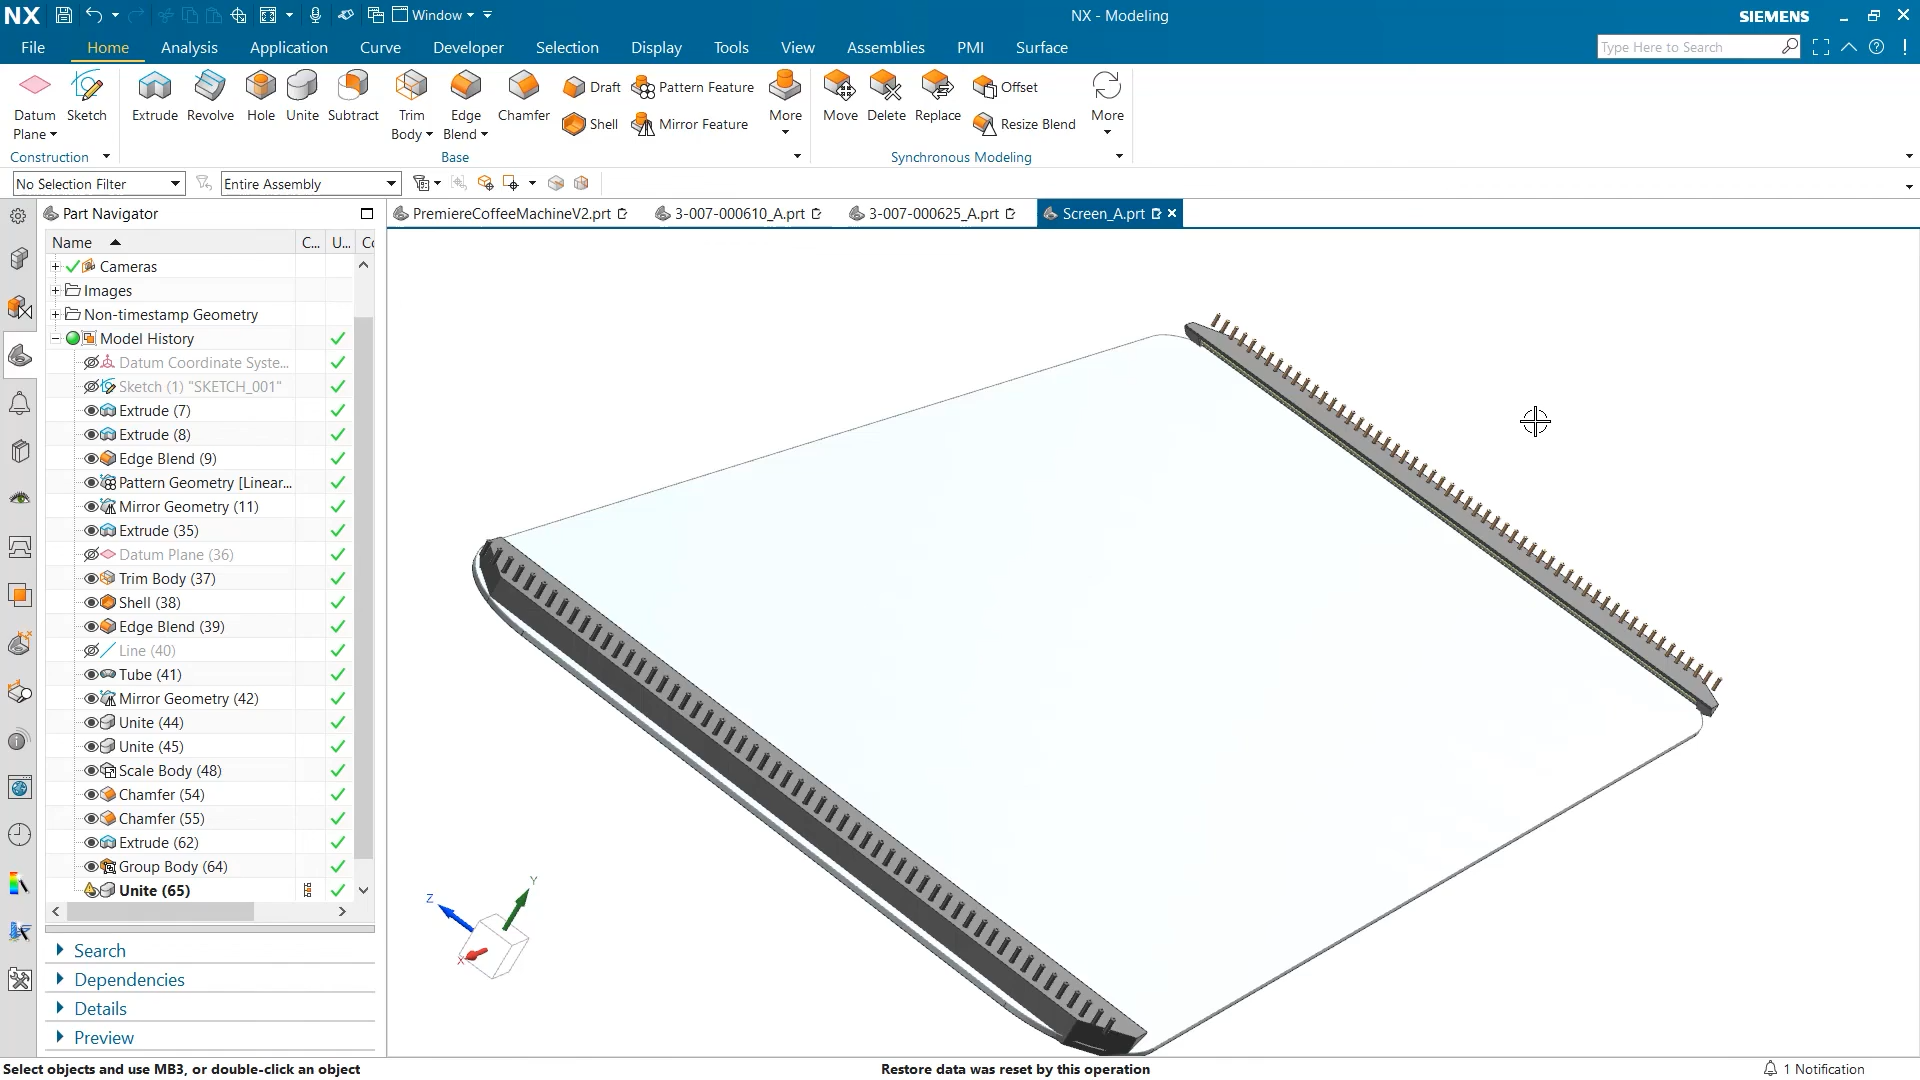 NX
Window
NX - Modeling
SIEMENS
File
Home
Analysis
Application
Curve
Developer
Selection
Display
Tools
View
Assemblies
PMI
Surface
Type Here to Search
Datum Plane
Sketch
Extrude
Revolve
Hole
Unite
Subtract
Trim Body
Edge Blend
Chamfer
Draft
Shell
Pattern Feature
Mirror Feature
More
Move
Delete
Replace
Offset
Resize Blend
More
Construction
Base
Synchronous Modeling
No Selection Filter
Entire Assembly
Part Navigator
PremiereCoffeeMachineV2.prt
3-007-000610_A.prt
3-007-000625_A.prt
Screen_A.prt
Name
C...
U...
Cameras
Images
Non-timestamp Geometry
Model History
Datum Coordinate Syste...
Sketch (1) "SKETCH_001"
Extrude (7)
Extrude (8)
Edge Blend (9)
Pattern Geometry [Linear...
Mirror Geometry (11)
Extrude (35)
Datum Plane (36)
Trim Body (37)
Shell (38)
Edge Blend (39)
Line (40)
Tube (41)
Mirror Geometry (42)
Unite (44)
Unite (45)
Scale Body (48)
Chamfer (54)
Chamfer (55)
Extrude (62)
Group Body (64)
Unite (65)
Search
Dependencies
Details
Preview
Z
Y
X
Select objects and use MB3, or double-click an object
Restore data was reset by this operation
1 Notification